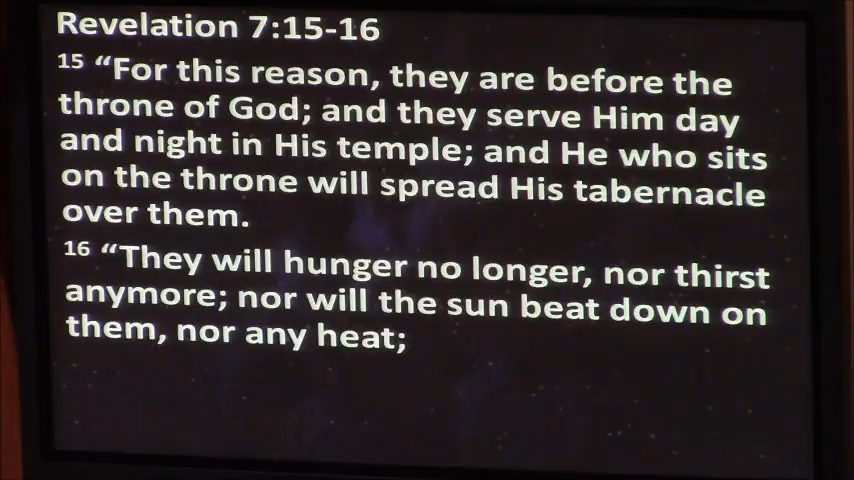 Revelation 7:15-16
15 “For this reason, they are before the
throne of God; and they serve Him day
and night in His temple; and He who sits
on the throne will spread His tabernacle
over them.
16 “They will hunger no longer, nor thirst
anymore; nor will the sun beat down on
them, nor any heat;